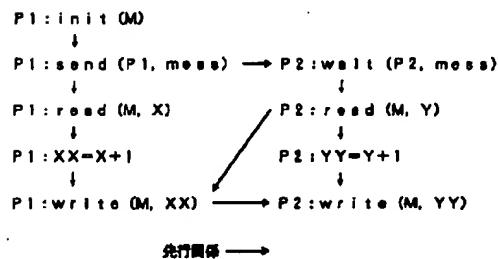 P1:init(M)
P1:send(P1, mess) P2:wait(P2, mess)
P1:read(M, X) P2:read(M, Y)
P1:XX=X+1 P2:YY=Y+1
P1:write(M, XX) P2:write(M, YY)
先行関係